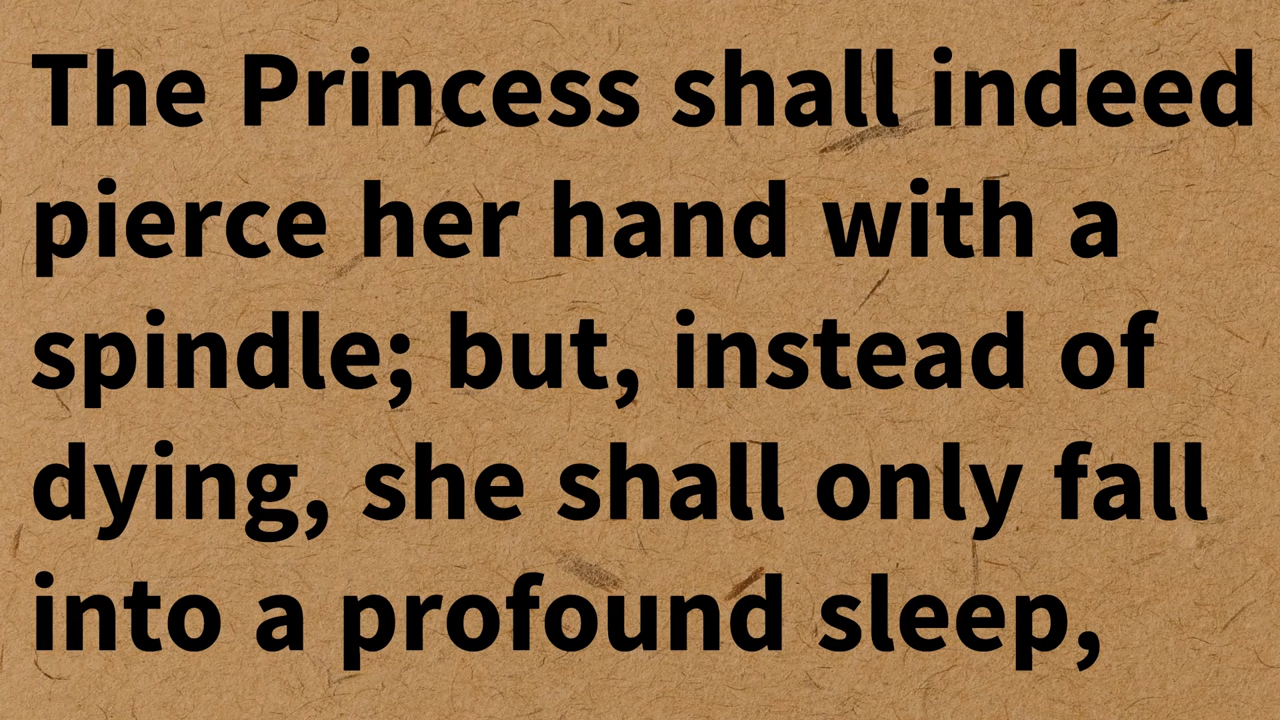 The Princess shall indeed
pierce her hand with a
spindle; but, instead of
dying, she shall only fall
into a profound sleep,